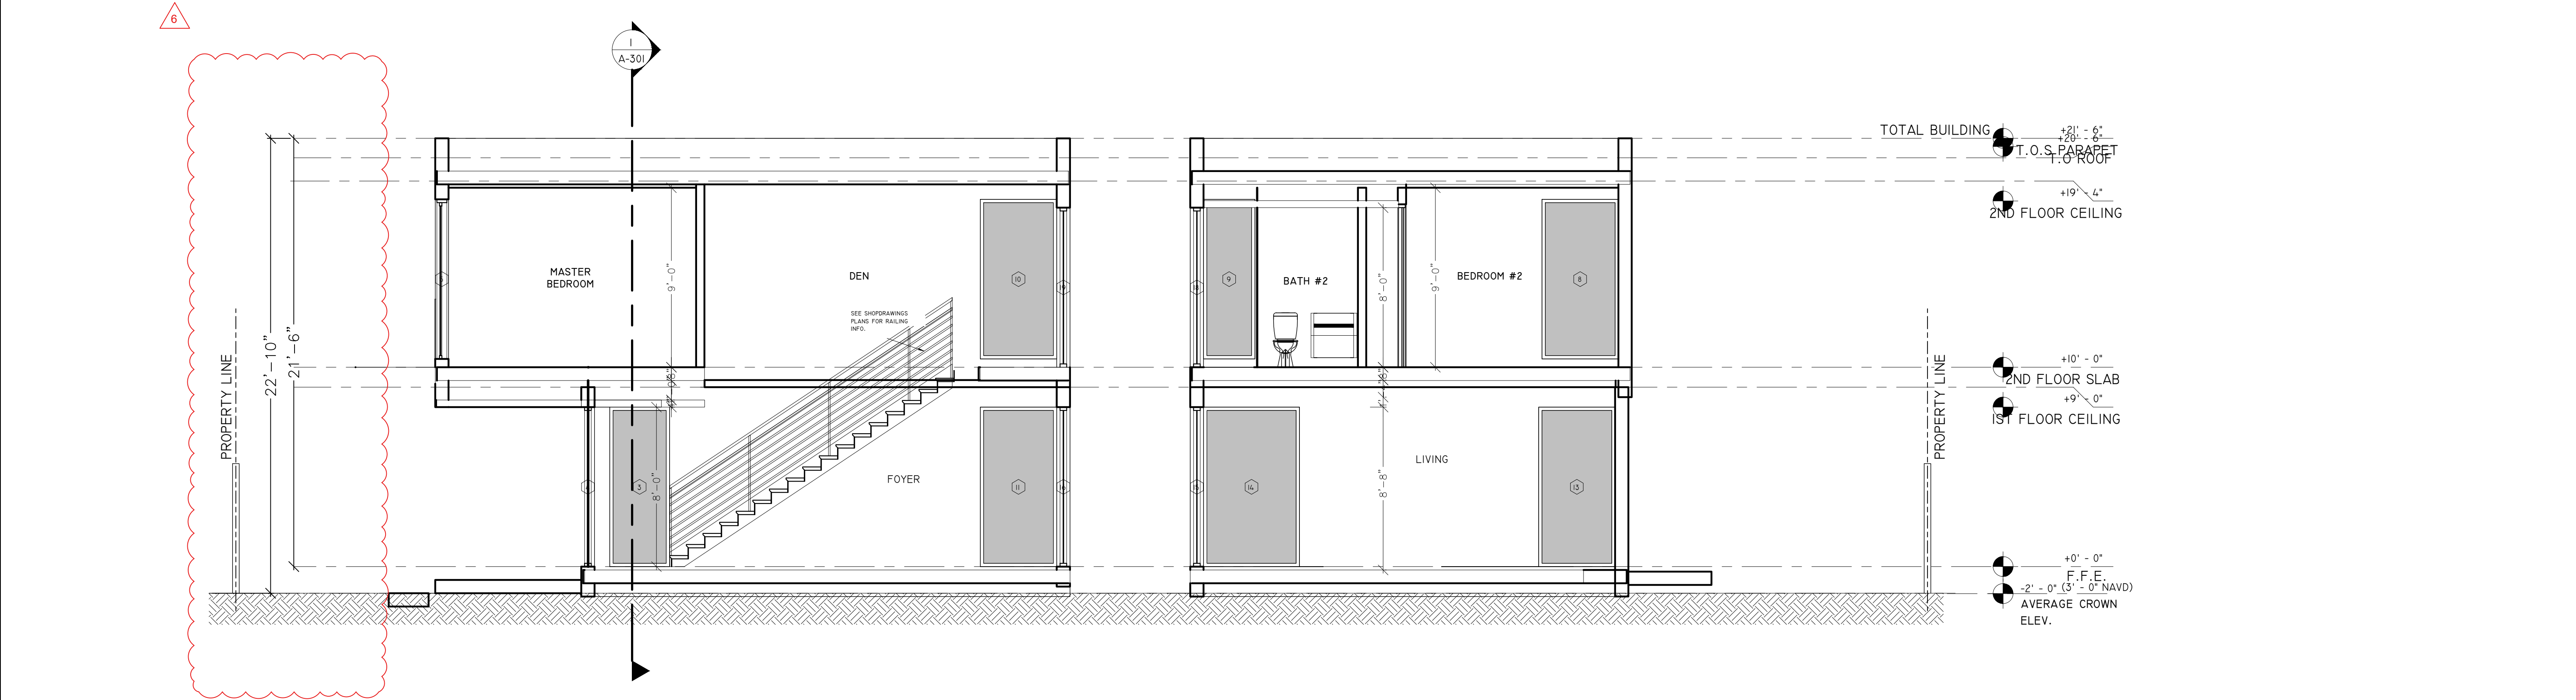 6
1
A-301
TOTAL BUILDING
+21' - 6"
+20' - 6"
T.O.S PARAPET
T.O ROOF
+19' - 4"
2ND FLOOR CEILING
MASTER
BEDROOM
9'-0"
DEN
10
19
18
9
BATH #2
8'-0"
9'-0"
BEDROOM #2
8
SEE SHOPDRAWINGS
PLANS FOR RAILING
INFO.
22'-10"
21'-6"
PROPERTY LINE
PROPERTY LINE
+10' - 0"
2ND FLOOR SLAB
+9' - 0"
1ST FLOOR CEILING
3
8'-0"
FOYER
11
16
15
14
8'-8"
LIVING
13
+0' - 0"
F.F.E.
-2' - 0" (3' - 0" NAVD)
AVERAGE CROWN
ELEV.